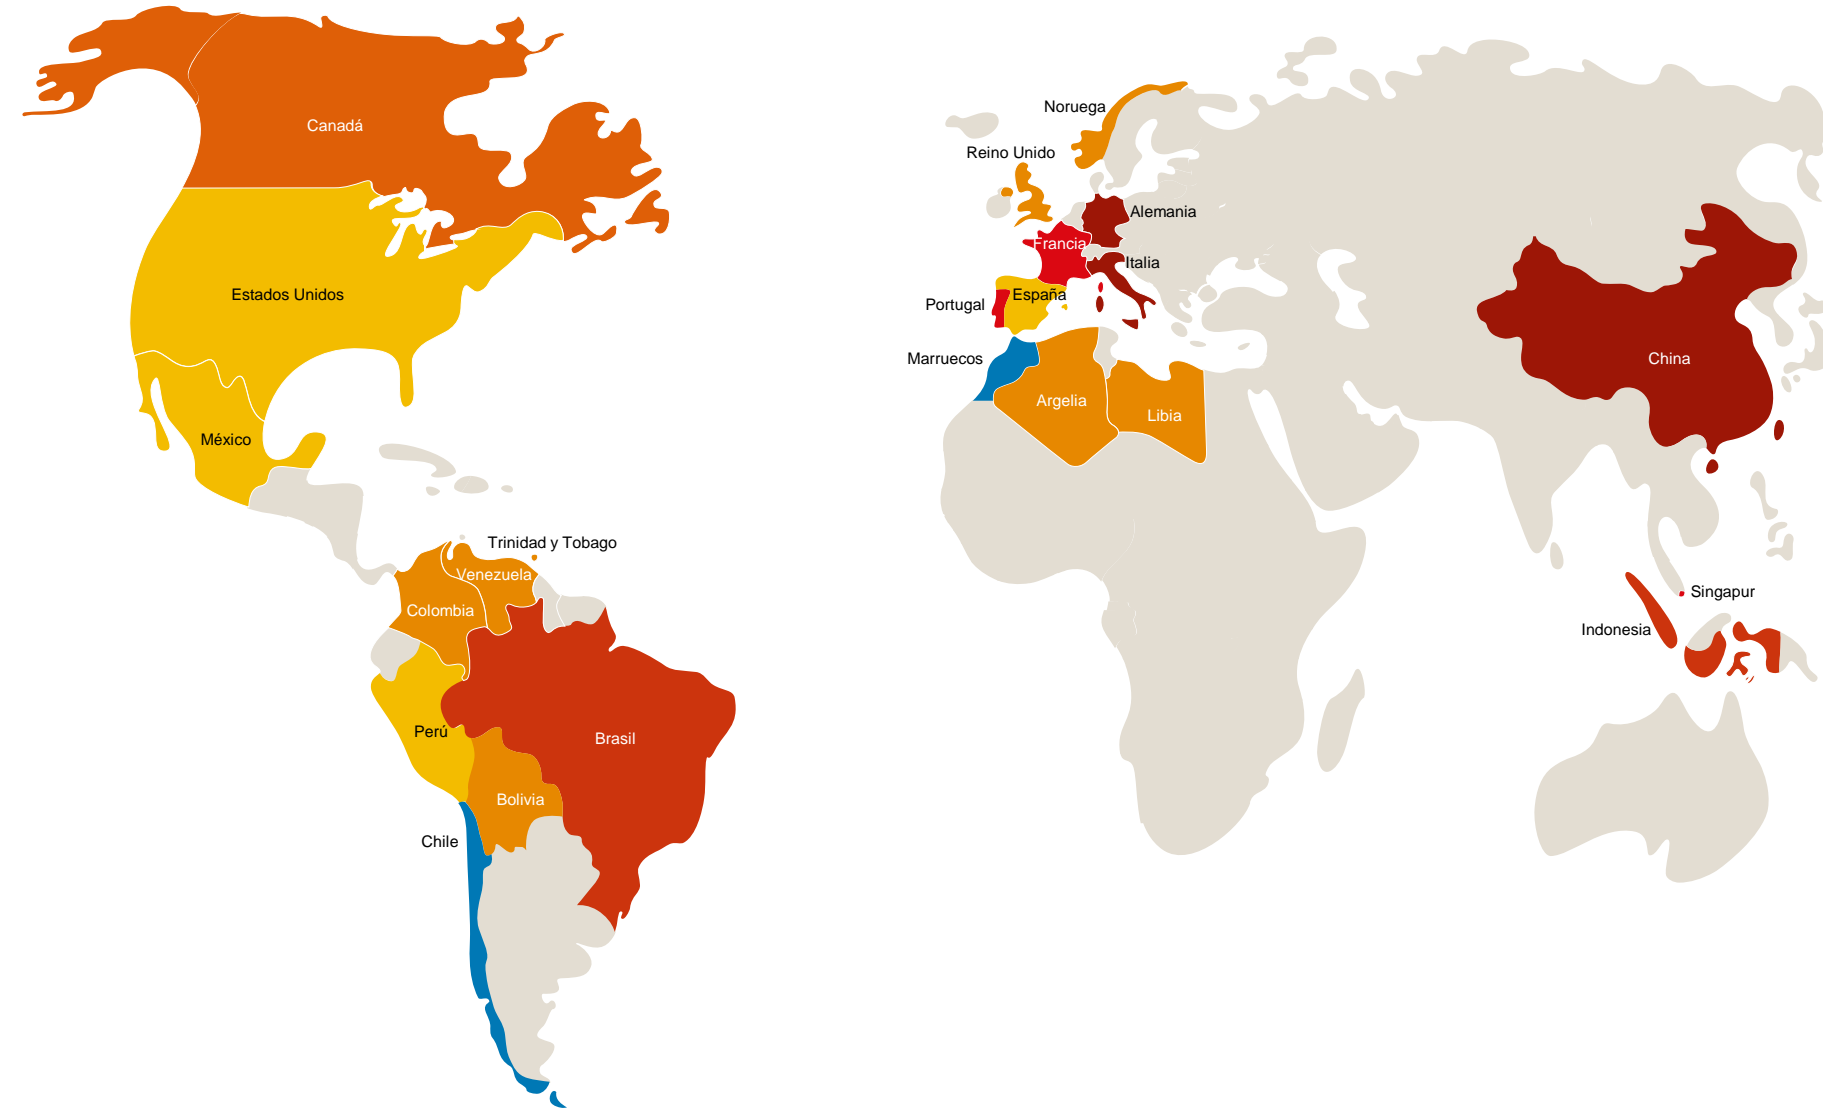 Canadá
Estados Unidos
México
Trinidad y Tobago
Venezuela
Colombia
Perú
Brasil
Bolivia
Chile
Noruega
Reino Unido
Alemania
Francia
Italia
España
Portugal
Marruecos
Argelia
Libia
China
Singapur
Indonesia